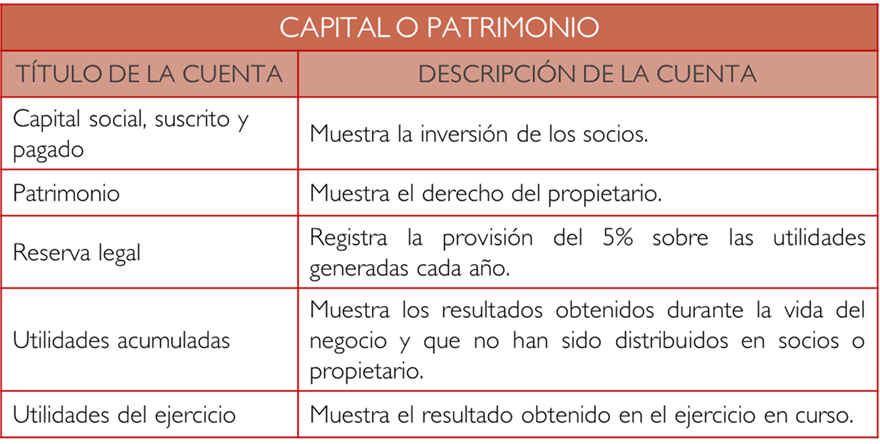 CAPITAL O PATRIMONIO
TÍTULO DE LA CUENTA
DESCRIPCIÓN DE LA CUENTA
Capital social, suscrito y
pagado
Muestra la inversión de los socios.
Patrimonio
Muestra el derecho del propietario.
Reserva legal
Registra la provisión del 5% sobre las utilidades
generadas cada año.
Utilidades acumuladas
Muestra los resultados obtenidos durante la vida del
negocio y que no han sido distribuidos en socios o
propietario.
Utilidades del ejercicio
Muestra el resultado obtenido en el ejercicio en curso.